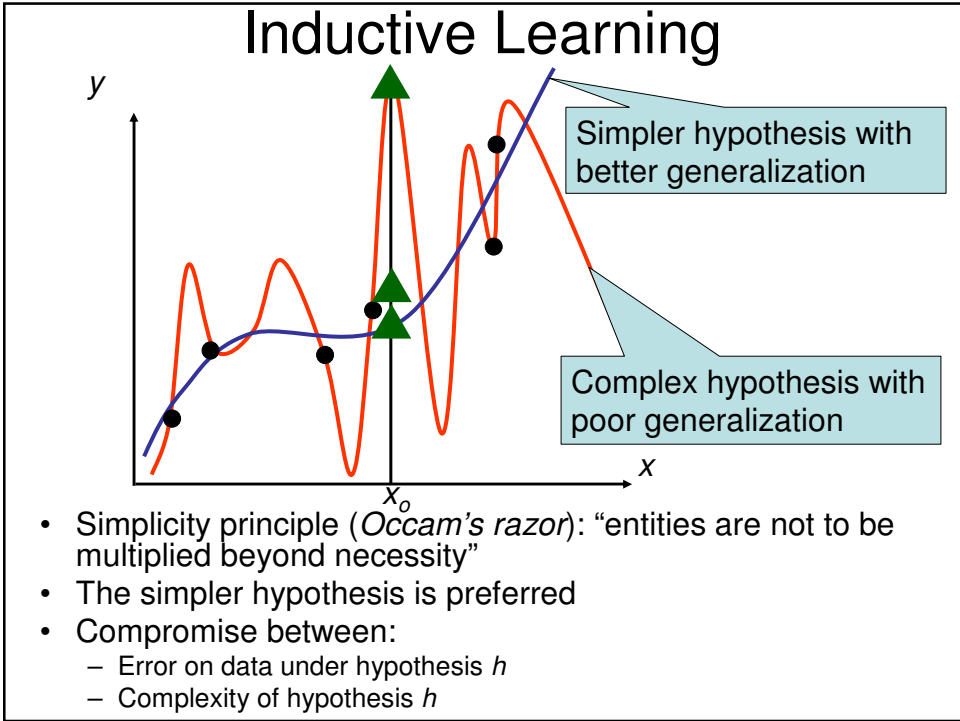 Inductive Learning
y
Simpler hypothesis with
better generalization
Complex hypothesis with
poor generalization
x
xo
• Simplicity principle (Occam's razor): “entities are not to be
multiplied beyond necessity”
• The simpler hypothesis is preferred
• Compromise between:
– Error on data under hypothesis h
– Complexity of hypothesis h